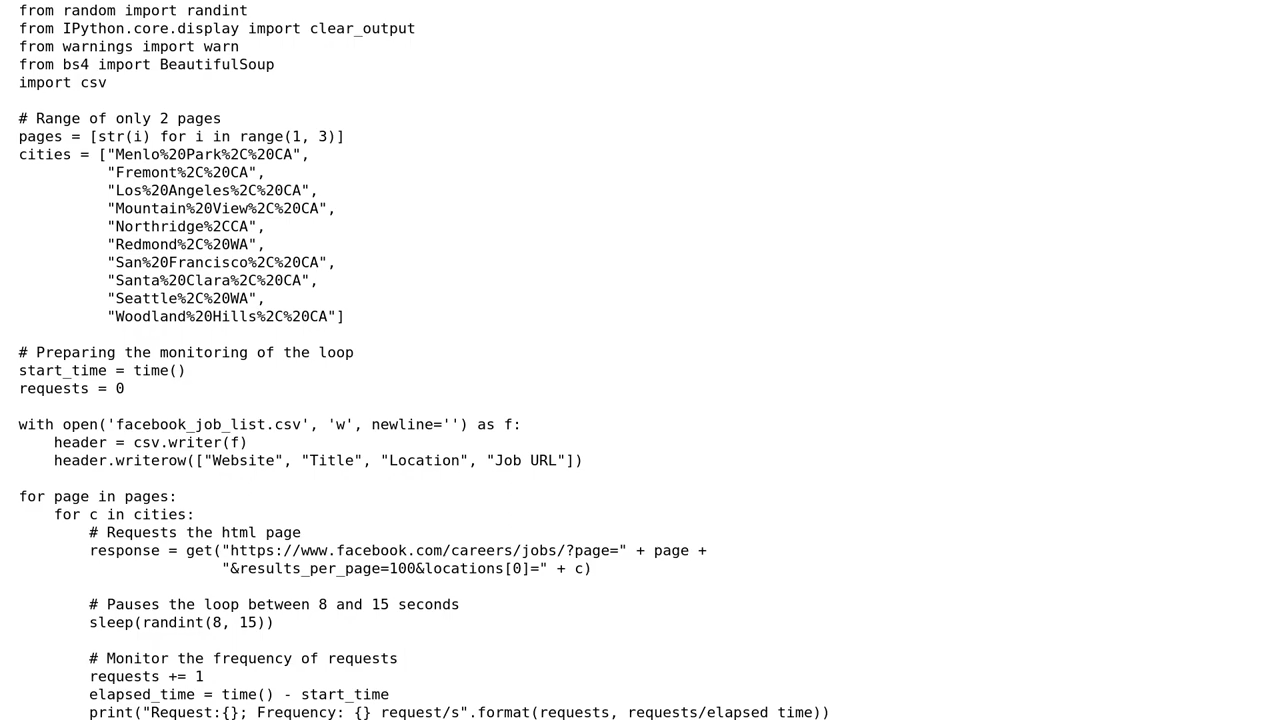 from random import randint
from IPython.core.display import clear_output
from warnings import warn
from bs4 import BeautifulSoup
import csv

# Range of only 2 pages
pages = [str(i) for i in range(1, 3)]
cities = ["Menlo%20Park%2C%20CA",
          "Fremont%2C%20CA",
          "Los%20Angeles%2C%20CA",
          "Mountain%20View%2C%20CA",
          "Northridge%2CCA",
          "Redmond%2C%20WA",
          "San%20Francisco%2C%20CA",
          "Santa%20Clara%2C%20CA",
          "Seattle%2C%20WA",
          "Woodland%20Hills%2C%20CA"]

# Preparing the monitoring of the loop
start_time = time()
requests = 0

with open('facebook_job_list.csv', 'w', newline='') as f:
    header = csv.writer(f)
    header.writerow(["Website", "Title", "Location", "Job URL"])

for page in pages:
    for c in cities:
        # Requests the html page
        response = get("https://www.facebook.com/careers/jobs/?page=" + page +
                       "&results_per_page=100&locations[0]=" + c)

        # Pauses the loop between 8 and 15 seconds
        sleep(randint(8, 15))

        # Monitor the frequency of requests
        requests += 1
        elapsed_time = time() - start_time
        print("Request:{}; Frequency: {} request/s".format(requests, requests/elapsed_time))